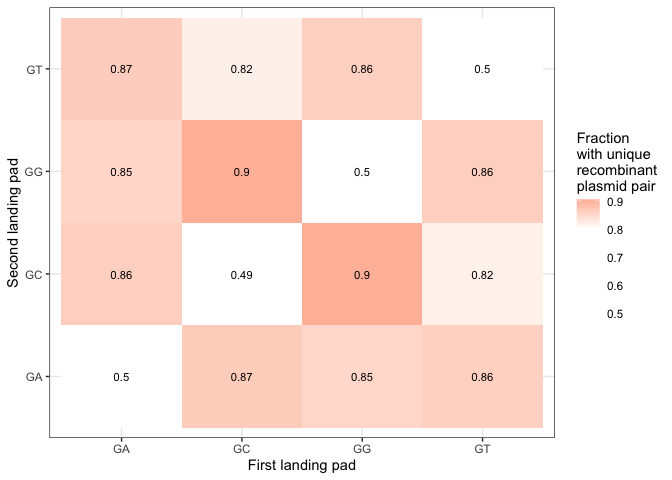 GT 0.87 0.82 0.86 0.5
GG 0.85 0.9 0.5 0.86
GC 0.86 0.49 0.9 0.82
GA 0.5 0.87 0.85 0.86
GA GC GG GT
First landing pad
Second landing pad
Fraction
with unique
recombinant
plasmid pair
0.9
0.8
0.7
0.6
0.5